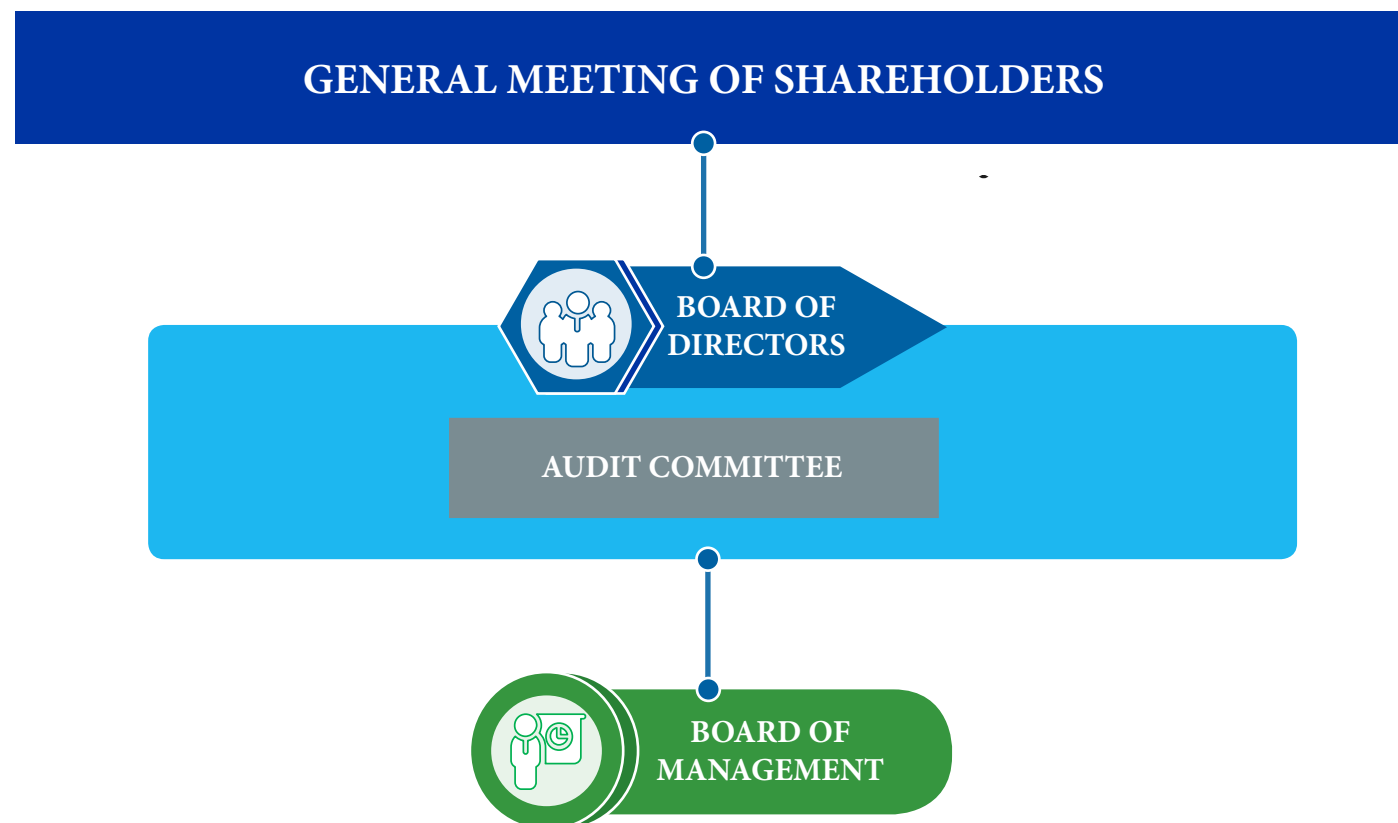 GENERAL MEETING OF SHAREHOLDERS
BOARD OF
DIRECTORS
AUDIT COMMITTEE
BOARD OF
MANAGEMENT